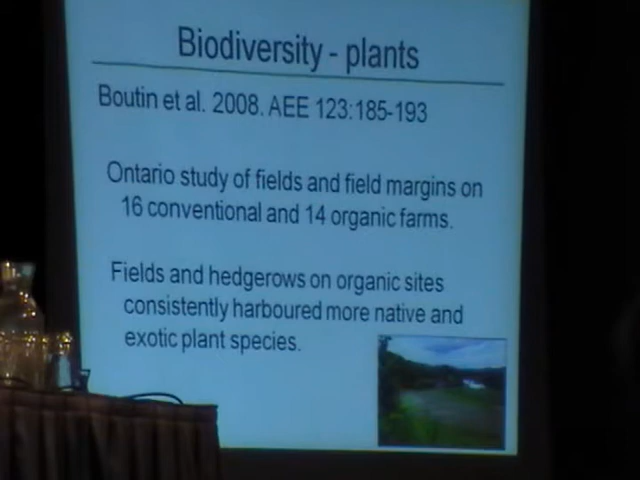 Biodiversity - plants
Boutin et al. 2008. AEE 123:185-193
Ontario study of fields and field margins on
16 conventional and 14 organic farms.
Fields and hedgerows on organic sites
consistently harboured more native and
exotic plant species.